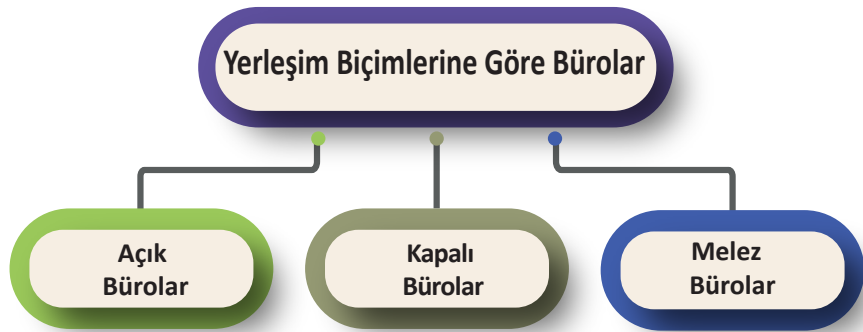 Yerleşim Biçimlerine Göre Bürolar
Açık
Bürolar
Kapalı
Bürolar
Melez
Bürolar